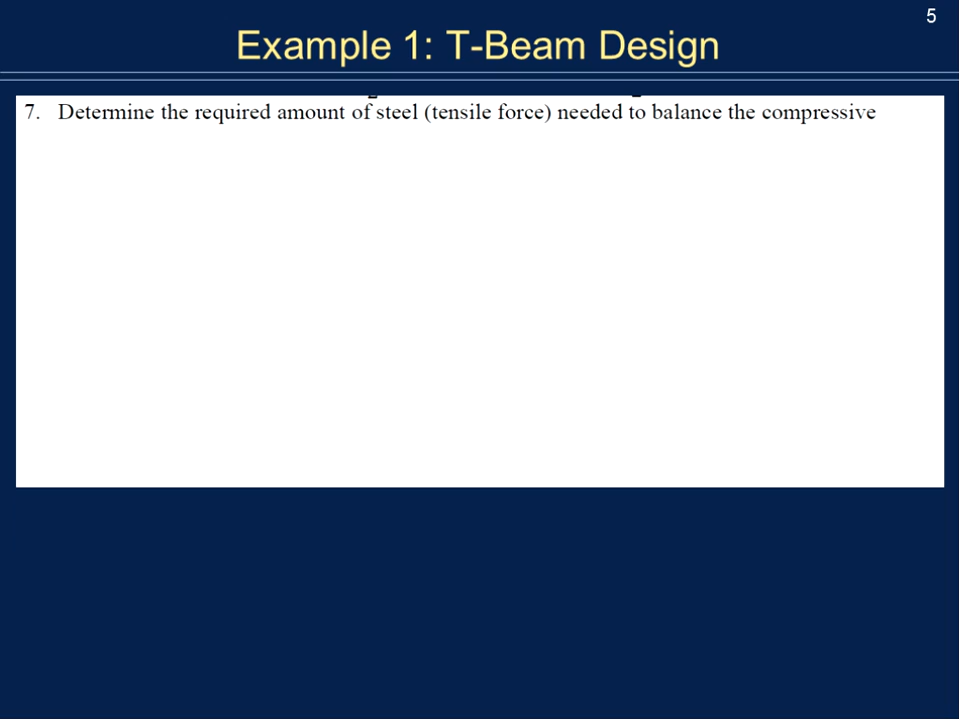 5
Example 1: T-Beam Design
7. Determine the required amount of steel (tensile force) needed to balance the compressive